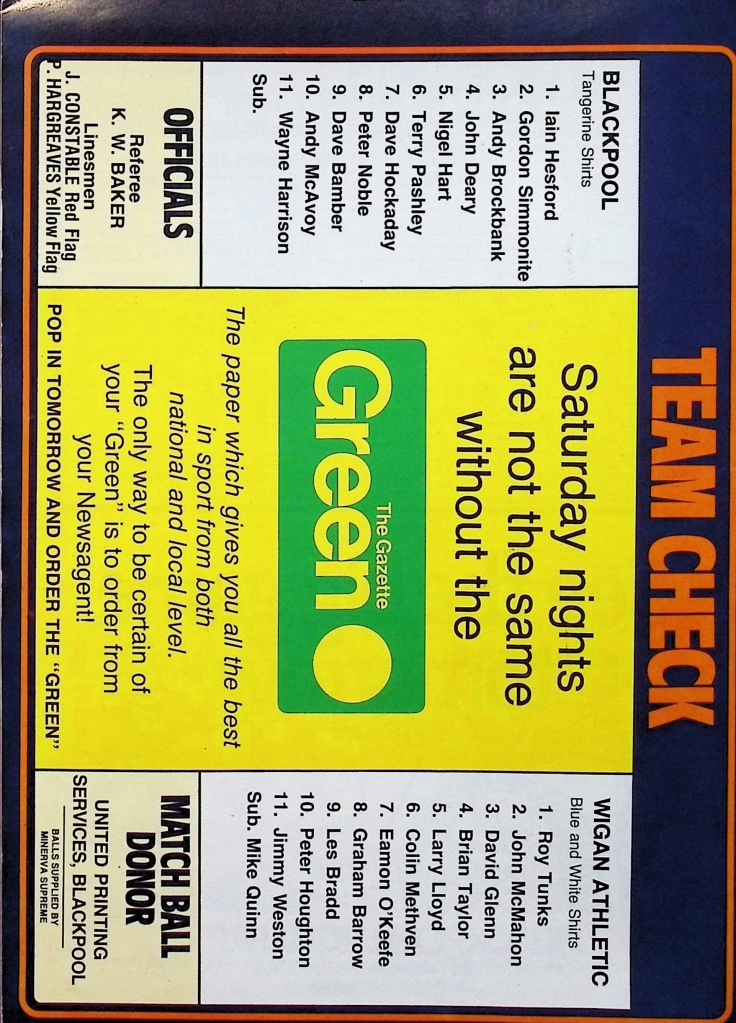 TEAM CHECK
BLACKPOOL
Tangerine Shirts
1. Iain Hesford
2. Gordon Simmonite
3. Andy Brockbank
4. John Deary
5. Nigel Hart
6. Terry Pashley
7. Dave Hockaday
8. Peter Noble
9. Dave Bamber
10. Andy McAvoy
11. Wayne Harrison
Sub.
OFFICIALS
Referee
K. W. BAKER
Linesmen
J. CONSTABLE Red Flag
P. HARGREAVES Yellow Flag
Saturday nights
are not the same
without the
The Gazette
Green
The paper which gives you all the best
in sport from both
national and local level.
The only way to be certain of
your "Green" is to order from
your Newsagent!
POP IN TOMORROW AND ORDER THE "GREEN"
WIGAN ATHLETIC
Blue and White Shirts
1. Roy Tunks
2. John McMahon
3. David Glenn
4. Brian Taylor
5. Larry Lloyd
6. Colin Methven
7. Eamon O'Keefe
8. Graham Barrow
9. Les Bradd
10. Peter Houghton
11. Jimmy Weston
Sub. Mike Quinn
MATCH BALL
DONOR
UNITED PRINTING
SERVICES, BLACKPOOL
BALLS SUPPLIED BY
MINERVA SUPREME